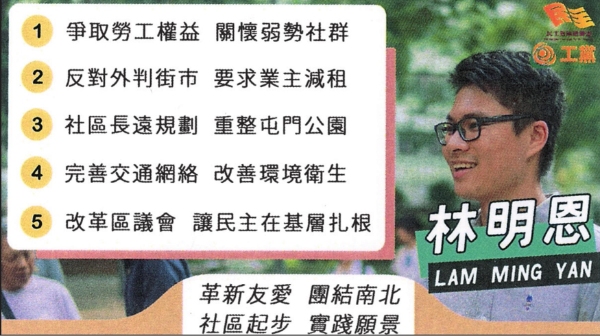 1 爭取勞工權益 關懷弱勢社群
2 反對外判街市 要求業主減租
3 社區長遠規劃 重整屯門公園
4 完善交通網絡 改善環境衛生
5 改革區議會 讓民主在基層扎根
民主
工黨
林明恩
LAM MING YAN
革新友愛 團結南北
社區起步 實踐願景